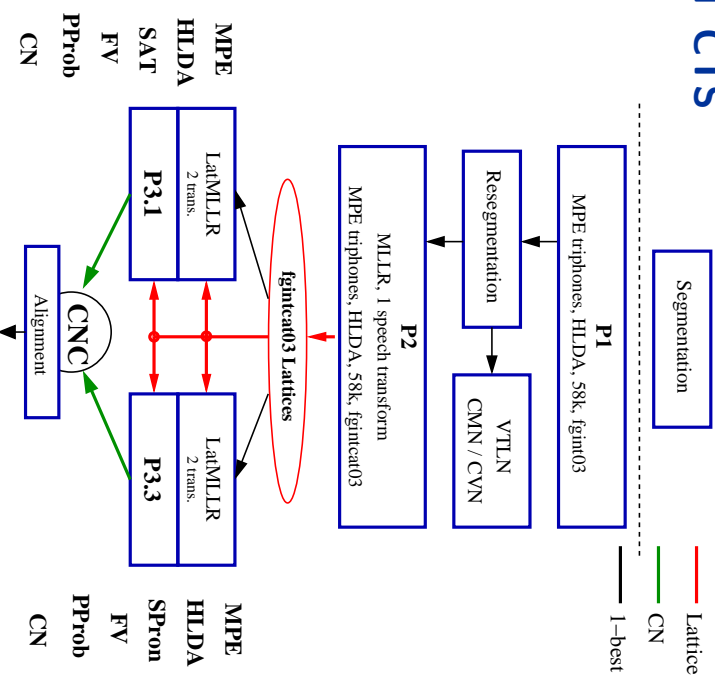 CTS
Segmentation
Lattice
CN
1-best
P1
MPE triphones, HLDA, 58k, fgint03
Resegmentation
VTLN
CMN / CVN
P2
MLLR, 1 speech transform
MPE triphones, HLDA, 58k, fgintcat03
fgintcat03 Lattices
MPE
HLDA
SAT
FV
PProb
CN
LatMLLR
2 trans.
P3.1
LatMLLR
2 trans.
P3.3
MPE
HLDA
SPron
FV
PProb
CN
CNC
Alignment